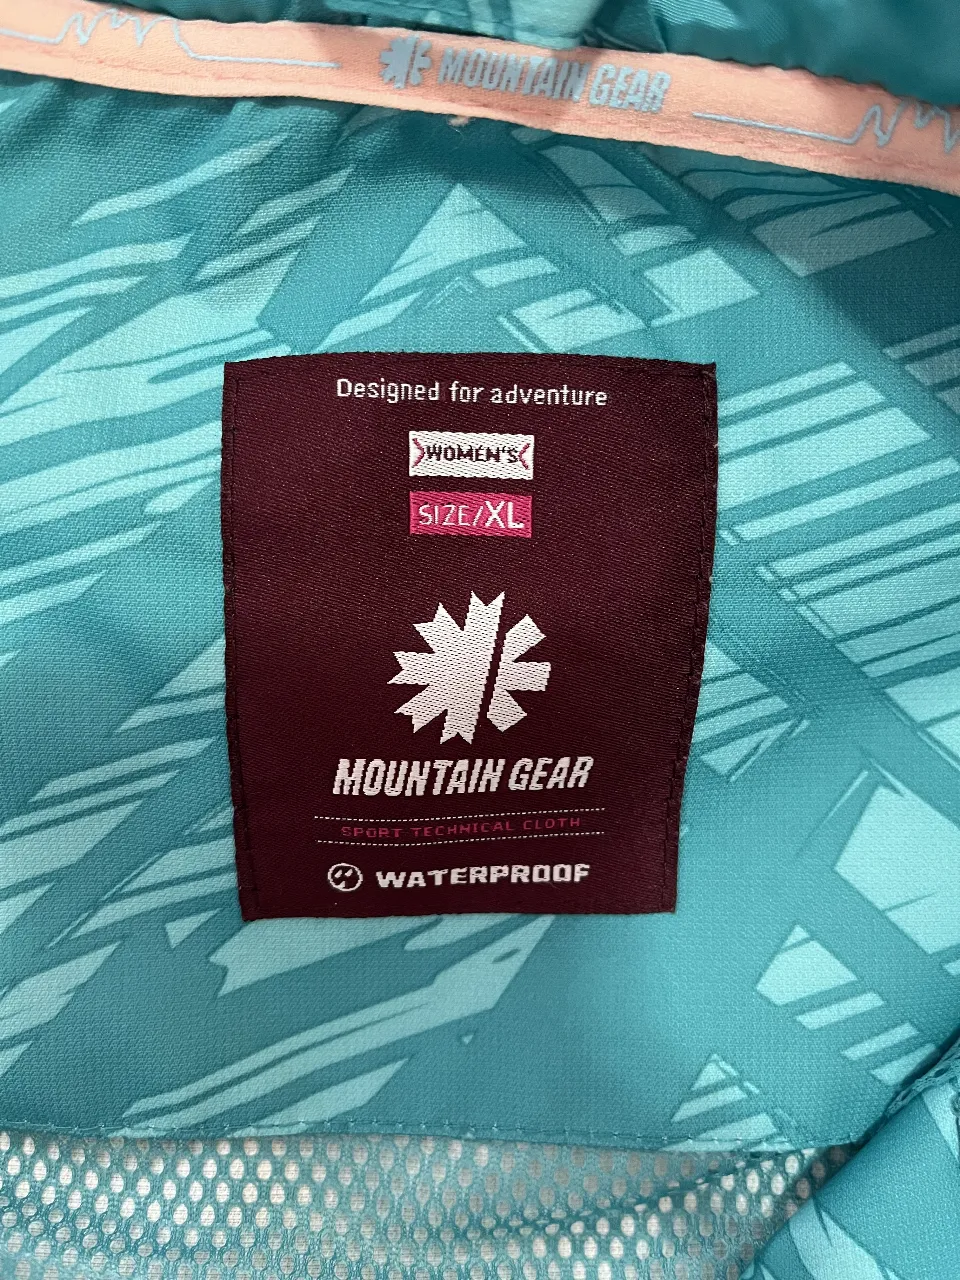 MOUNTAIN GEAR
Designed for adventure
WOMEN'S
SIZE/XL
MOUNTAIN GEAR
SPORT TECHNICAL CLOTH
WATERPROOF